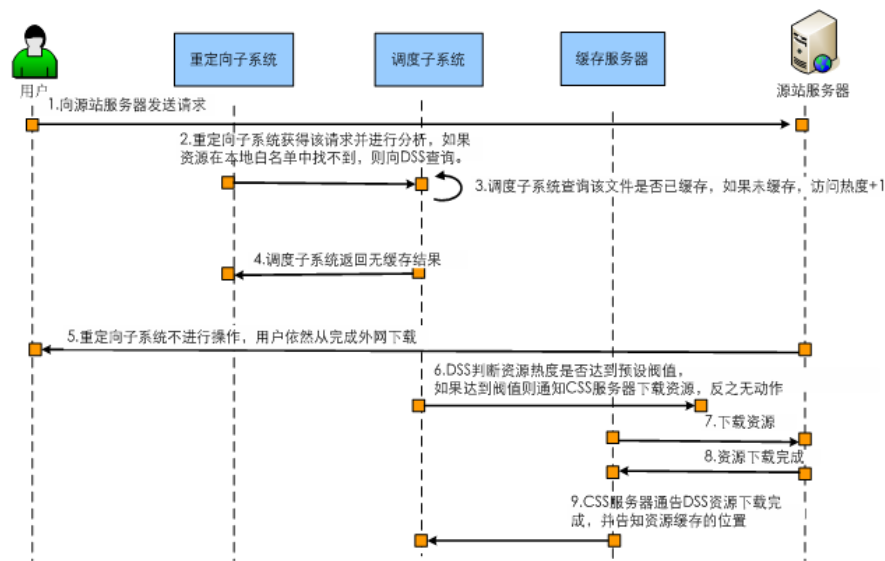 重定向子系统
调度子系统
缓存服务器
用户
源站服务器
1.向源站服务器发送请求
2.重定向子系统获得该请求并进行分析，如果
资源在本地白名单中找不到，则向DSS查询。
3.调度子系统查询该文件是否已缓存，如果未缓存，访问热度+1
4.调度子系统返回无缓存结果
5.重定向子系统不进行操作，用户依然从完成外网下载
6.DSS判断资源热度是否达到预设阀值，
如果达到阀值则通知CSS服务器下载资源，反之无动作
7.下载资源
8.资源下载完成
9.CSS服务器通告DSS资源下载完
成，并告知资源缓存的位置